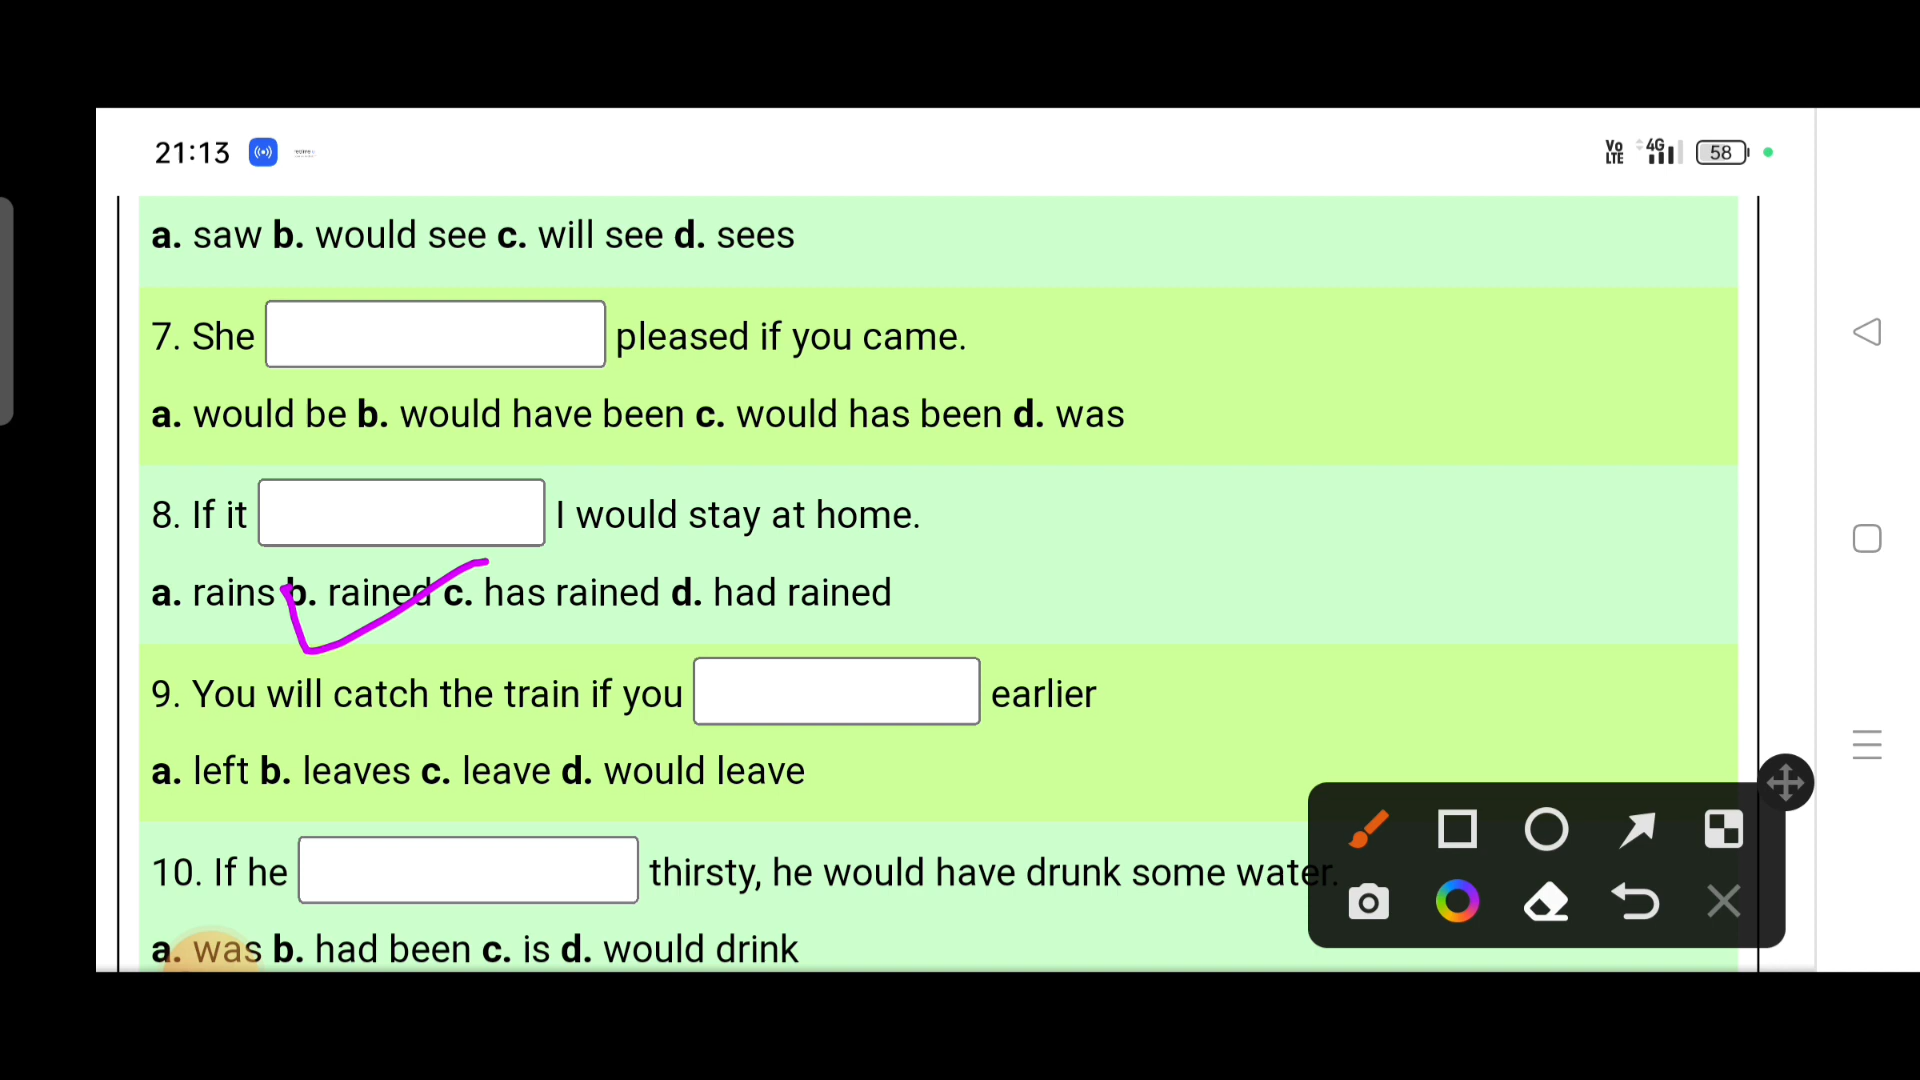 21:13 Vo LTE 4G 58
a. saw b. would see c. will see d. sees
7. She pleased if you came.
a. would be b. would have been c. would has been d. was
8. If it I would stay at home.
a. rains b. rained c. has rained d. had rained
9. You will catch the train if you earlier
a. left b. leaves c. leave d. would leave
10. If he thirsty, he would have drunk some water.
a. was b. had been c. is d. would drink